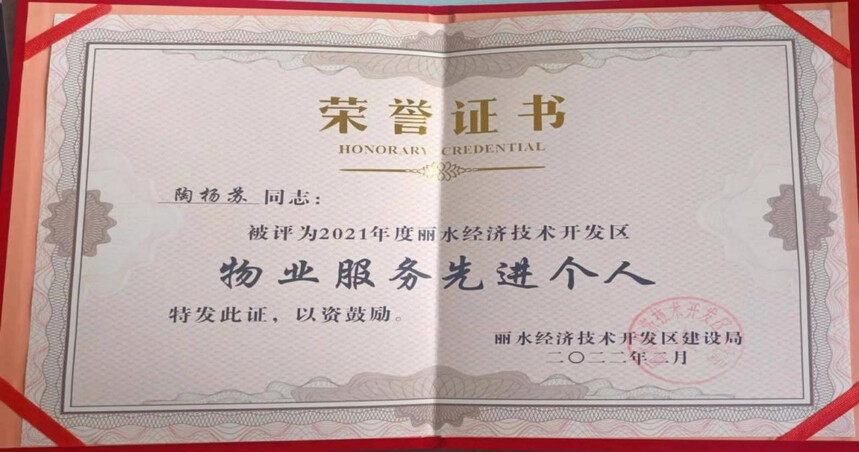 荣誉证书
HONORARY CREDENTIAL
陶杨苏 同志：
被评为2021年度丽水经济技术开发区
物业服务先进个人
特发此证，以资鼓励。
丽水经济技术开发区建设局
二〇二二年二月